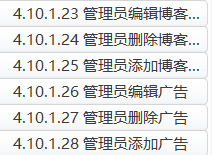 4.10.1.23 管理员编辑博客...
4.10.1.24 管理员删除博客...
4.10.1.25 管理员添加博客...
4.10.1.26 管理员编辑广告
4.10.1.27 管理员删除广告
4.10.1.28 管理员添加广告